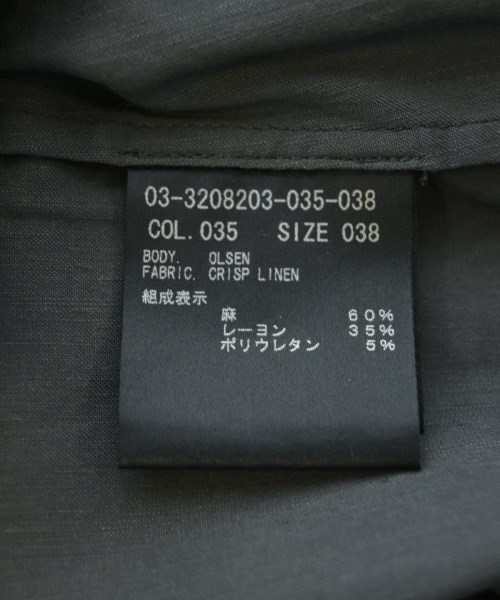 03-3208203-035-038
COL.035 SIZE 038
BODY. OLSEN
FABRIC. CRISP LINEN
組成表示
麻 60%
レーヨン 35%
ポリウレタン 5%